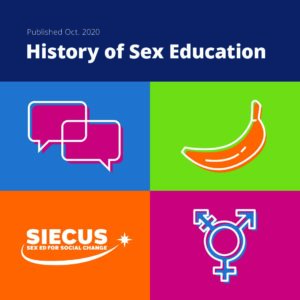 Published Oct. 2020
History of Sex Education
SIECUS
SEX ED FOR SOCIAL CHANGE